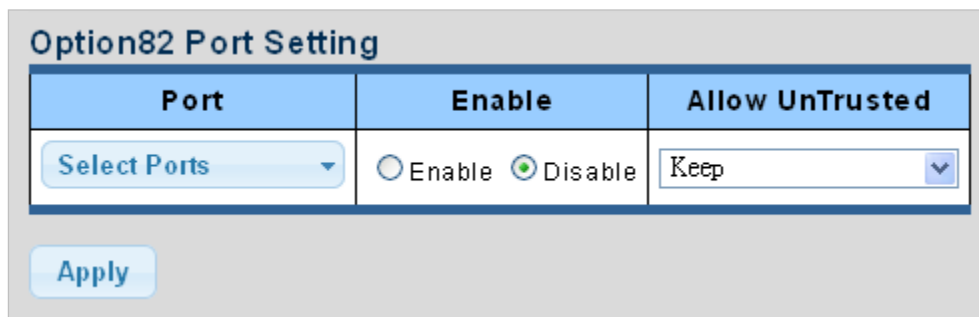 Option82 Port Setting
Port Enable Allow UnTrusted
Select Ports Enable Disable Keep
Apply